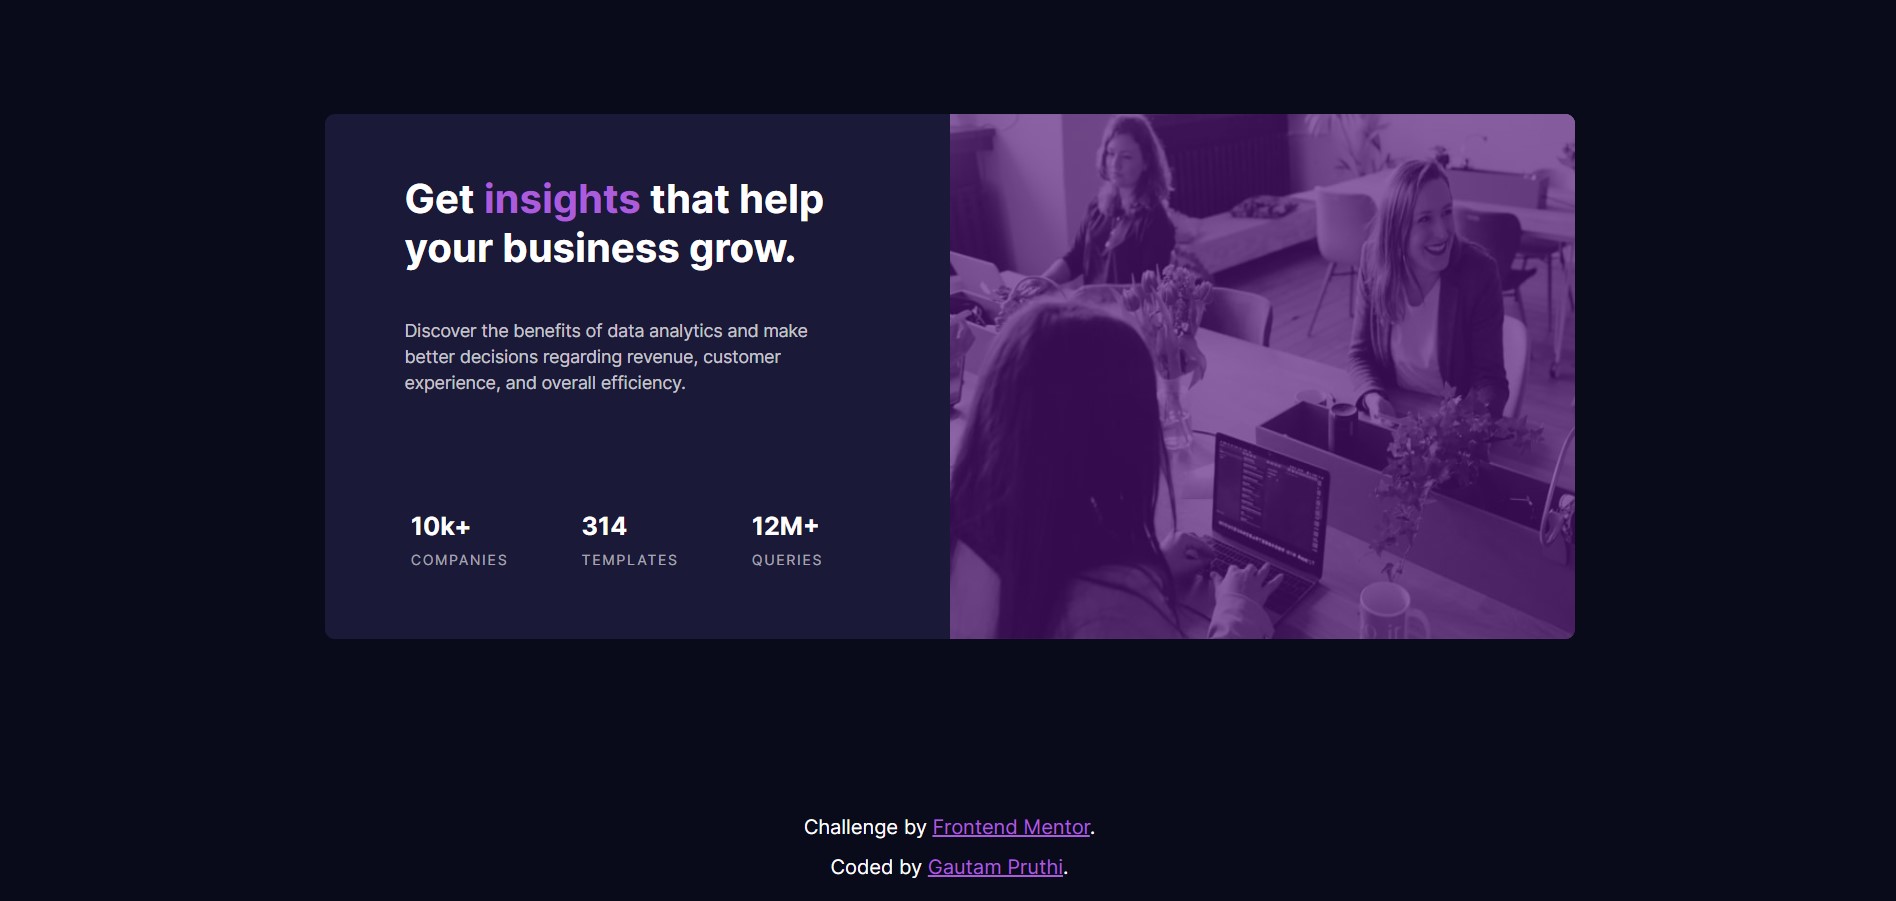 Get insights that help
your business grow.
Discover the benefits of data analytics and make
better decisions regarding revenue, customer
experience, and overall efficiency.
10k+
COMPANIES
314
TEMPLATES
12M+
QUERIES
Challenge by Frontend Mentor.
Coded by Gautam Pruthi.